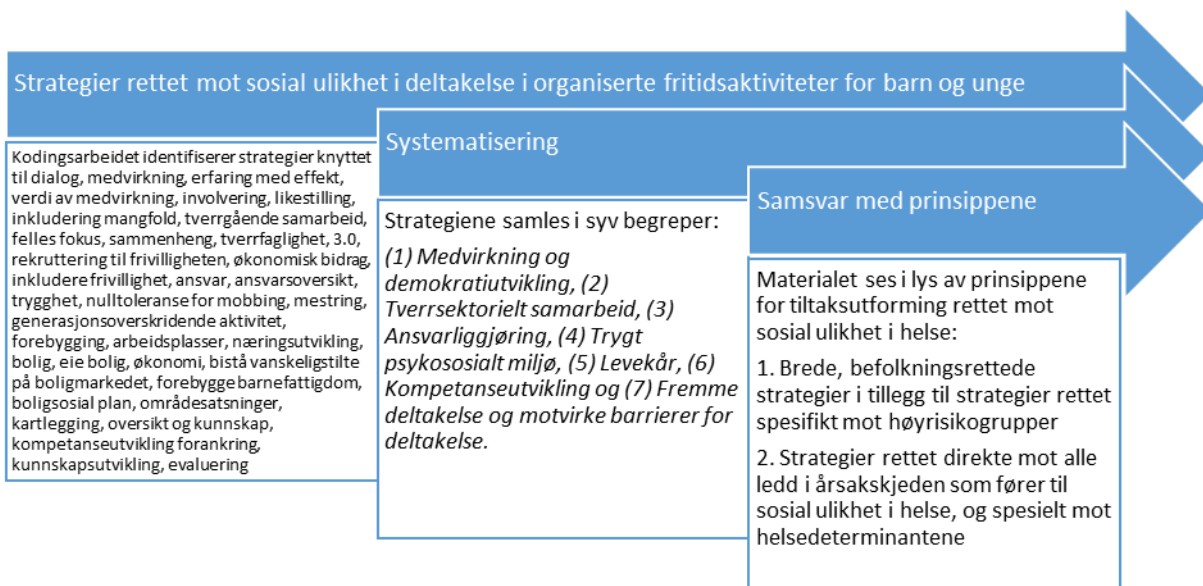 Strategier rettet mot sosial ulikhet i deltakelse i organiserte fritidsaktiviteter for barn og unge
Kodingsarbeidet identifiserer strategier knyttet
til dialog, medvirkning, erfaring med effekt,
verdi av medvirkning, involvering, likestilling,
inkludering mangfold, tverrgående samarbeid,
felles fokus, sammenheng, tverrfaglighet, 3.0,
rekruttering til frivilligheten, økonomisk bidrag,
inkludere frivillighet, ansvar, ansvarsoversikt,
trygghet, nulltoleranse for mobbing, mestring,
generasjonsoverskridende aktivitet,
forebygging, arbeidsplasser, næringsutvikling,
bolig, eie bolig, økonomi, bistå vanskeligstilte
på boligmarkedet, forebygge barnefattigdom,
boligsosial plan, områdesatsninger,
kartlegging, oversikt og kunnskap,
kompetanseutvikling forankring,
kunnskapsutvikling, evaluering
Systematisering
Strategiene samles i syv begreper:
(1) Medvirkning og
demokratiutvikling, (2)
Tverrsektorielt samarbeid, (3)
Ansvarliggjøring, (4) Trygt
psykososialt miljø, (5) Levekår, (6)
Kompetanseutvikling og (7) Fremme
deltakelse og motvirke barrierer for
deltakelse.
Samsvar med prinsippene
Materialet ses i lys av prinsippene
for tiltaksutforming rettet mot
sosial ulikhet i helse:
1. Brede, befolkningsrettede
strategier i tillegg til strategier rettet
spesifikt mot høyrisikogrupper
2. Strategier rettet direkte mot alle
ledd i årsakskjeden som fører til
sosial ulikhet i helse, og spesielt mot
helsedeterminantene